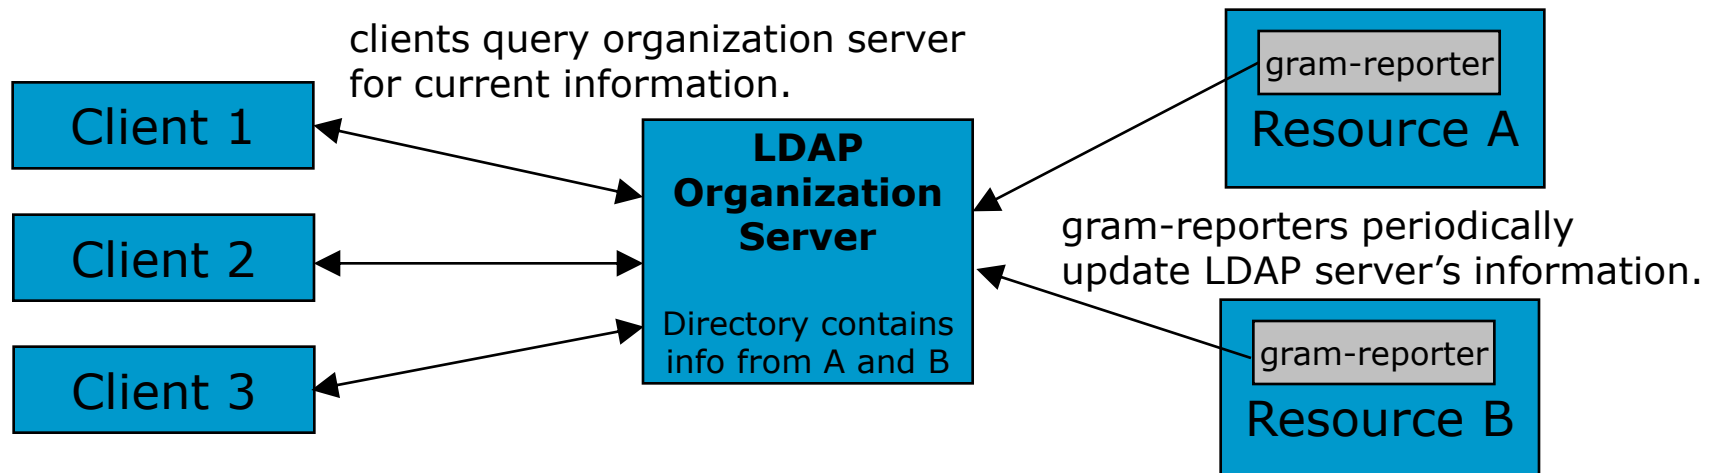 clients query organization server
for current information.
Client 1
Client 2
Client 3
LDAP
Organization
Server
Directory contains
info from A and B
gram-reporter
Resource A
gram-reporters periodically
update LDAP server’s information.
gram-reporter
Resource B